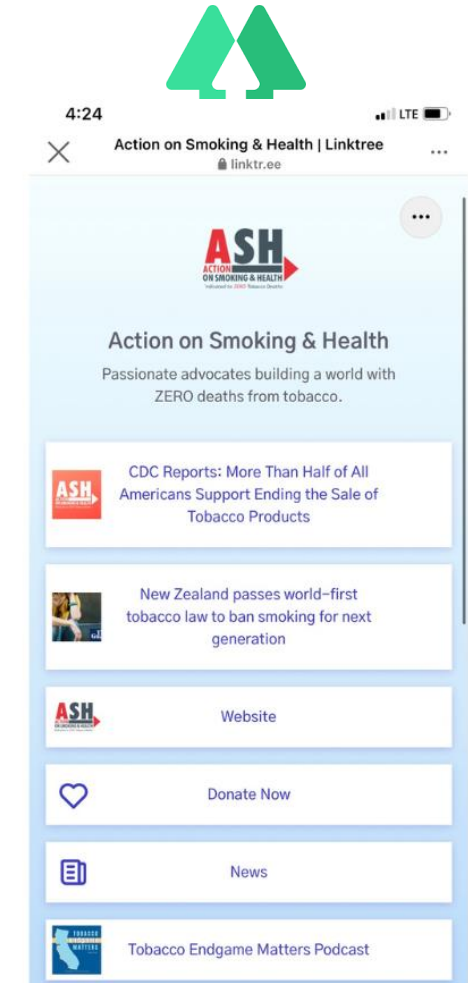 4:24
LTE
Action on Smoking & Health | Linktree
linktr.ee
ASH
ACTION
ON SMOKING & HEALTH
Action on Smoking & Health
Passionate advocates building a world with
ZERO deaths from tobacco.
ASH
CDC Reports: More Than Half of All
Americans Support Ending the Sale of
Tobacco Products
New Zealand passes world-first
tobacco law to ban smoking for next
generation
ASH
Website
Donate Now
News
TOBACCO
MATTERS
Tobacco Endgame Matters Podcast